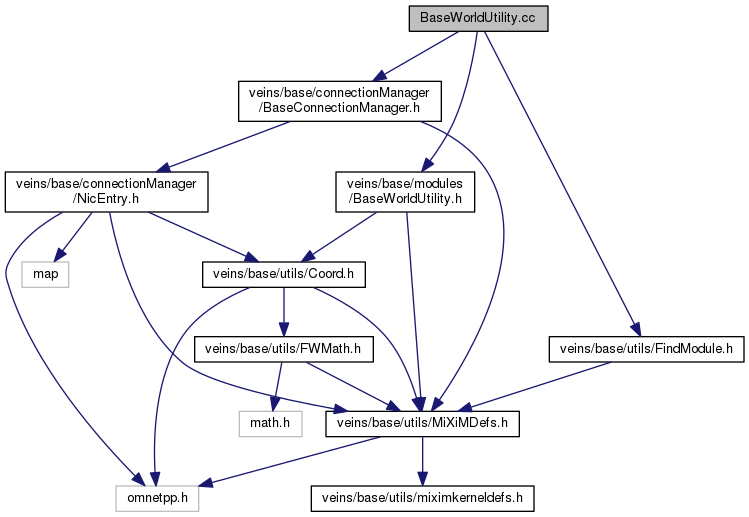 BaseWorldUtility.cc
veins/base/connectionManager
/BaseConnectionManager.h
veins/base/connectionManager
/NicEntry.h
veins/base/modules
/BaseWorldUtility.h
map
veins/base/utils/Coord.h
veins/base/utils/FWMath.h
veins/base/utils/FindModule.h
math.h
veins/base/utils/MiXiMDefs.h
omnetpp.h
veins/base/utils/miximkerneldefs.h